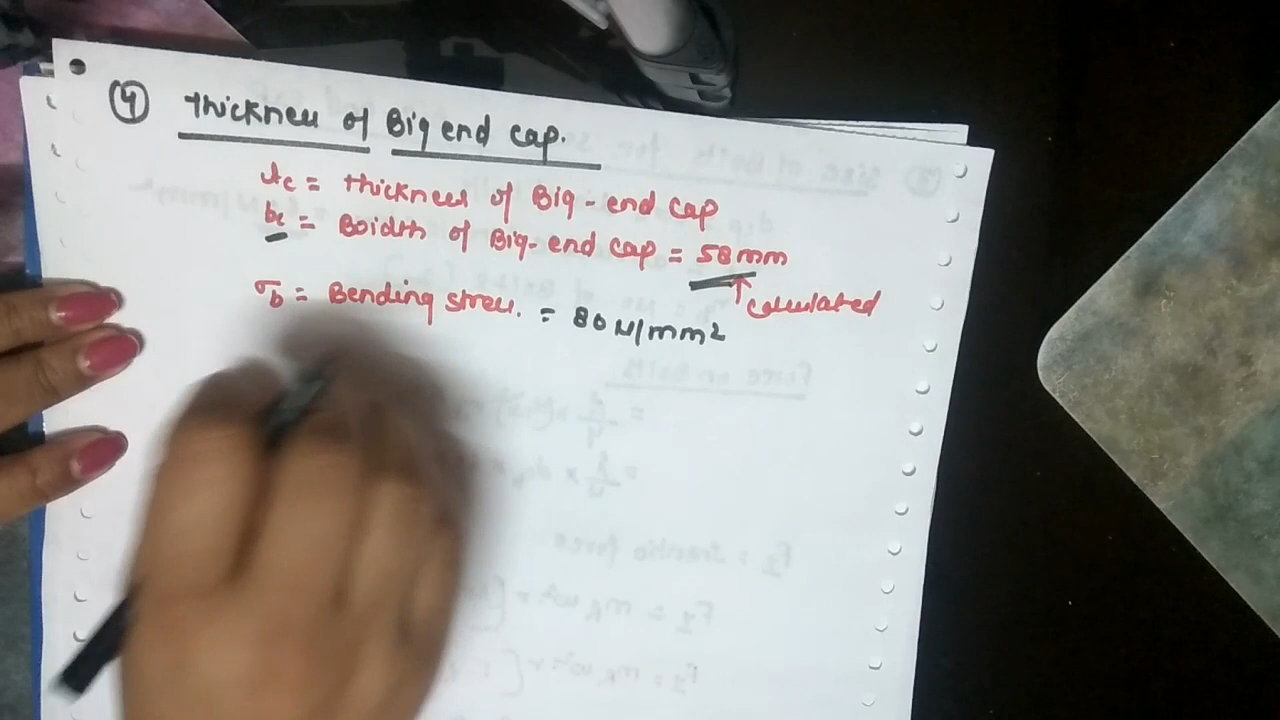 ④ Thickness of Big end cap.
tc = thickness of Big-end cap
bc = Width of Big-end cap = 58mm
↑ Calculated
σb = Bending stress. = 80 N/mm2